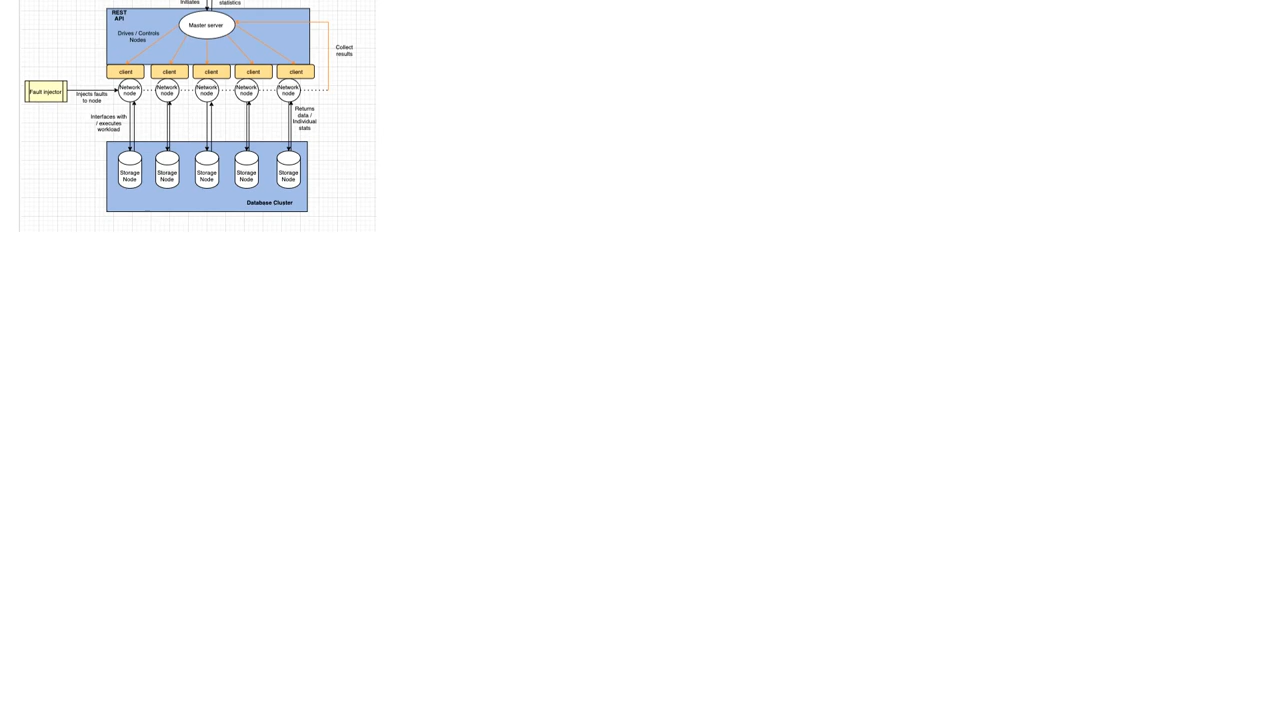 Initiates
statistics
REST
API
Master server
Drives / Controls
Nodes
Collect
results
client
client
client
client
client
Fault injector
Injects faults
to node
Network
node
Network
node
Network
node
Network
node
Network
node
Interfaces with
/ executes
workload
Returns
data /
Individual
stats
Storage
Node
Storage
Node
Storage
Node
Storage
Node
Storage
Node
Database Cluster